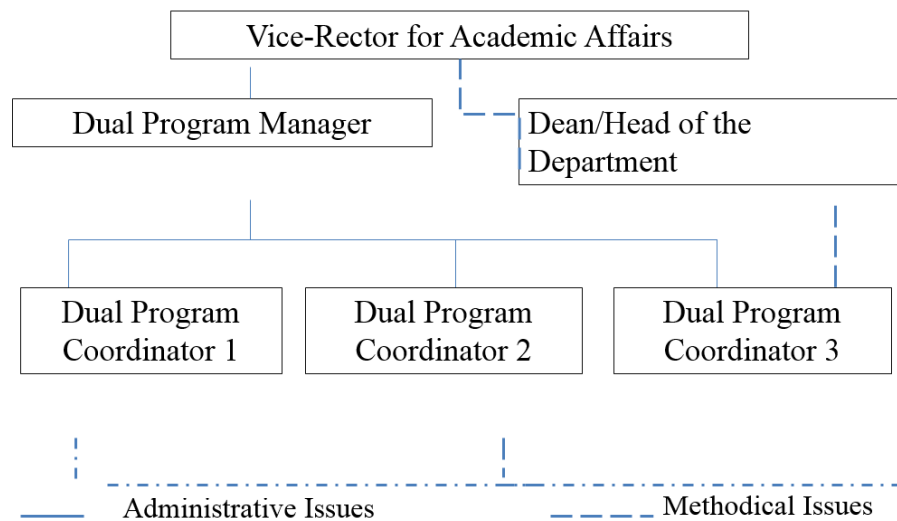 Vice-Rector for Academic Affairs
Dual Program Manager
Dean/Head of the
Department
Dual Program
Coordinator 1
Dual Program
Coordinator 2
Dual Program
Coordinator 3
Administrative Issues
Methodical Issues